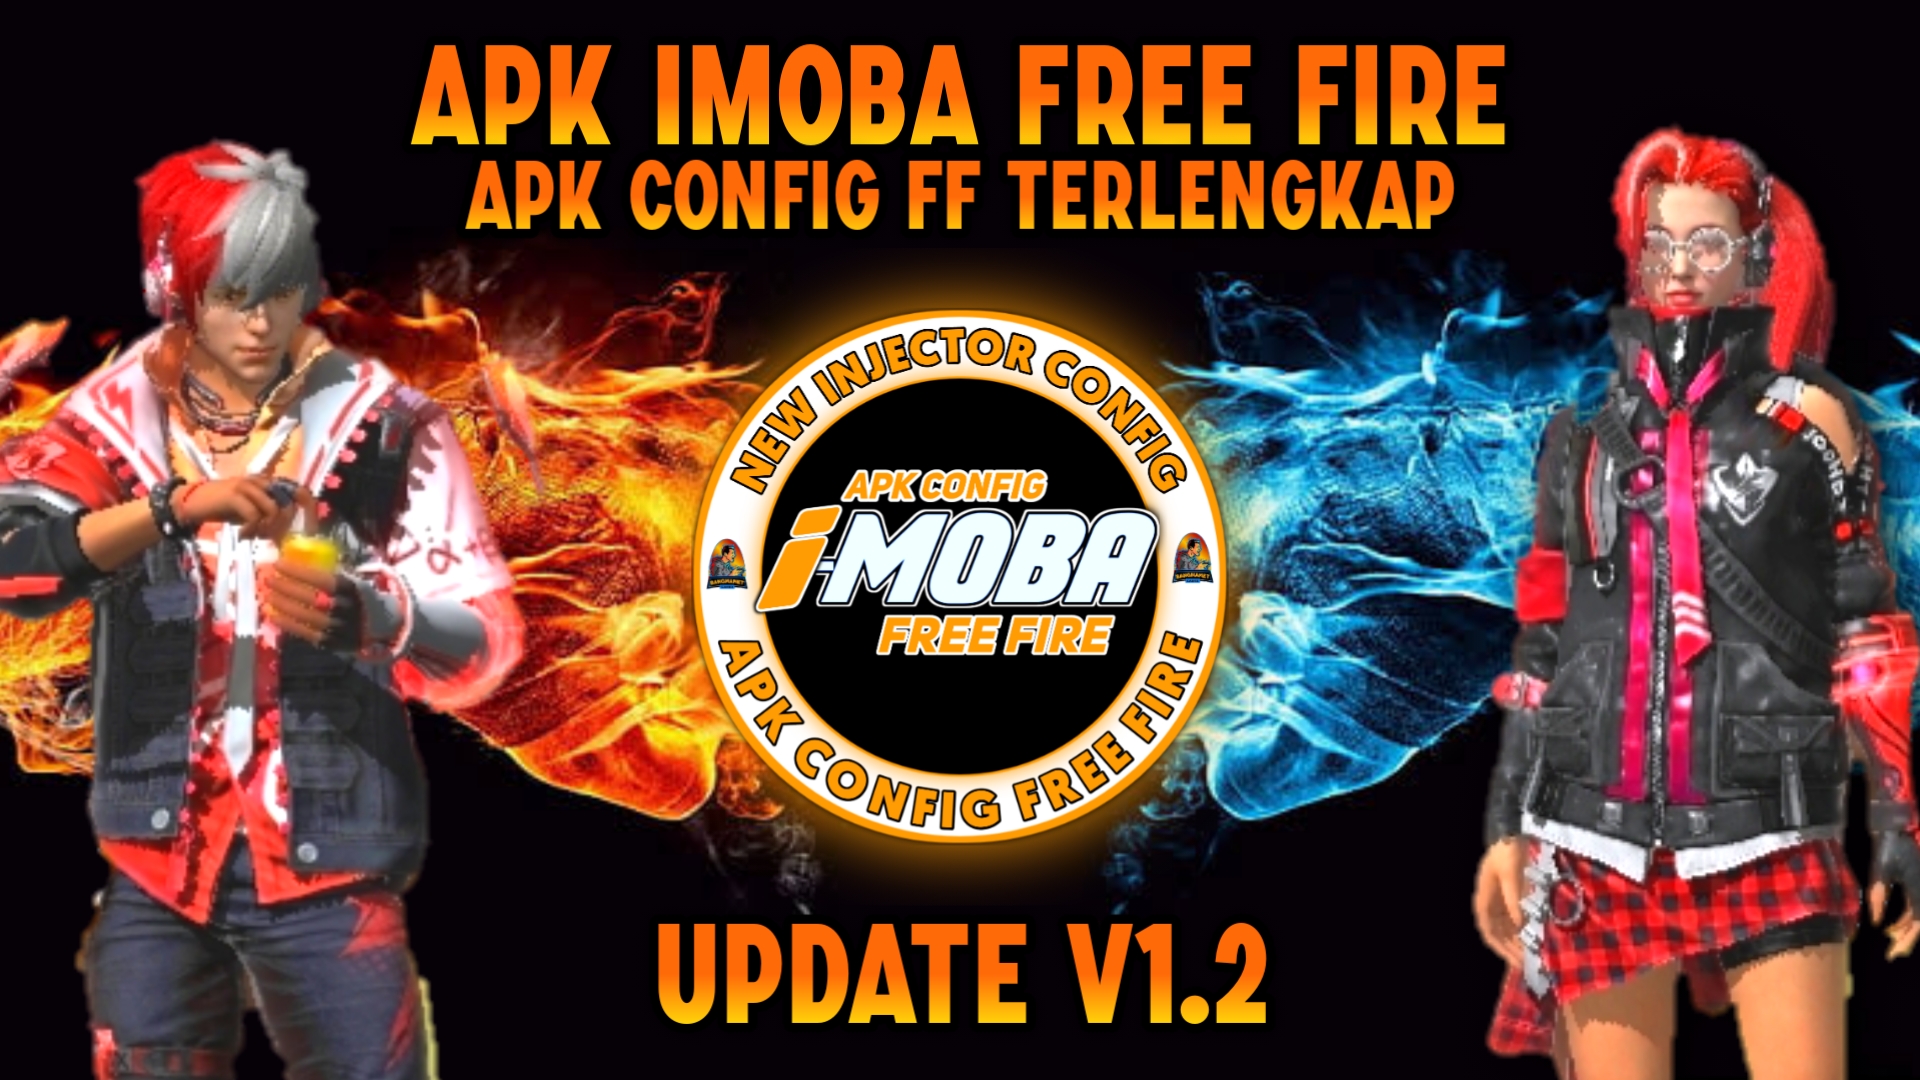 APK IMOBA FREE FIRE
APK CONFIG FF TERLENGKAP
NEW INJECTOR CONFIG
APK CONFIG
i-MOBA
FREE FIRE
APK CONFIG FREE FIRE
UPDATE V1.2